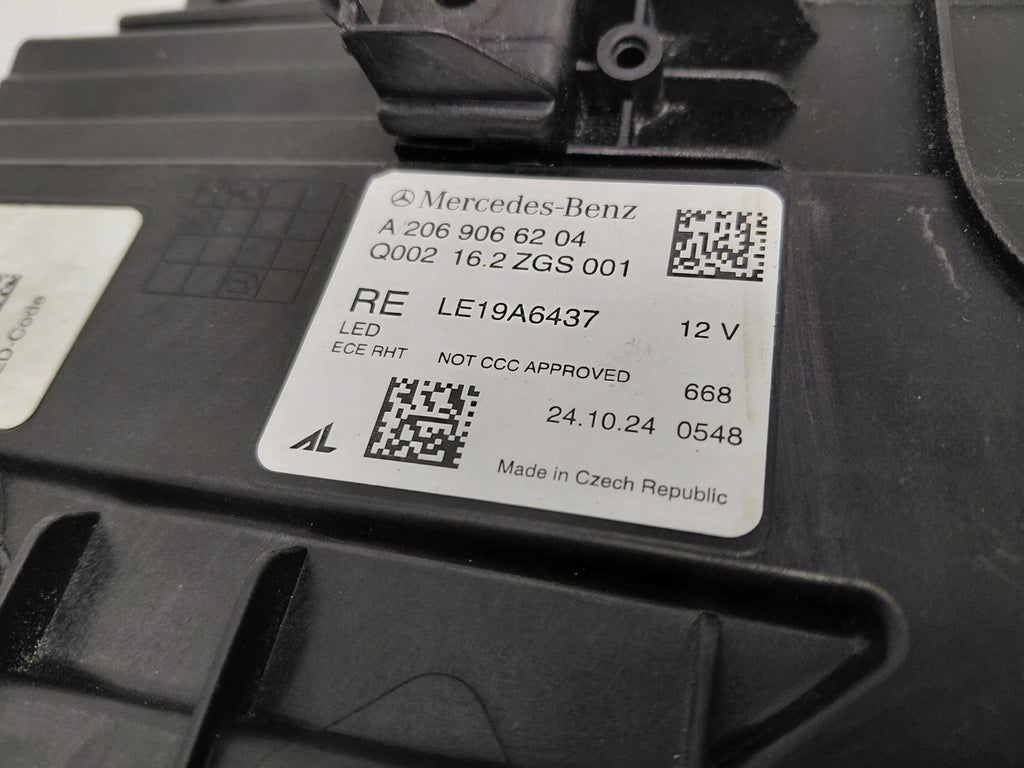 Mercedes-Benz
A 206 906 62 04
Q002 16.2 ZGS 001
RE LE19A6437 12 V
LED
ECE RHT NOT CCC APPROVED 668
24.10.24 0548
AL
Made in Czech Republic
D-Code